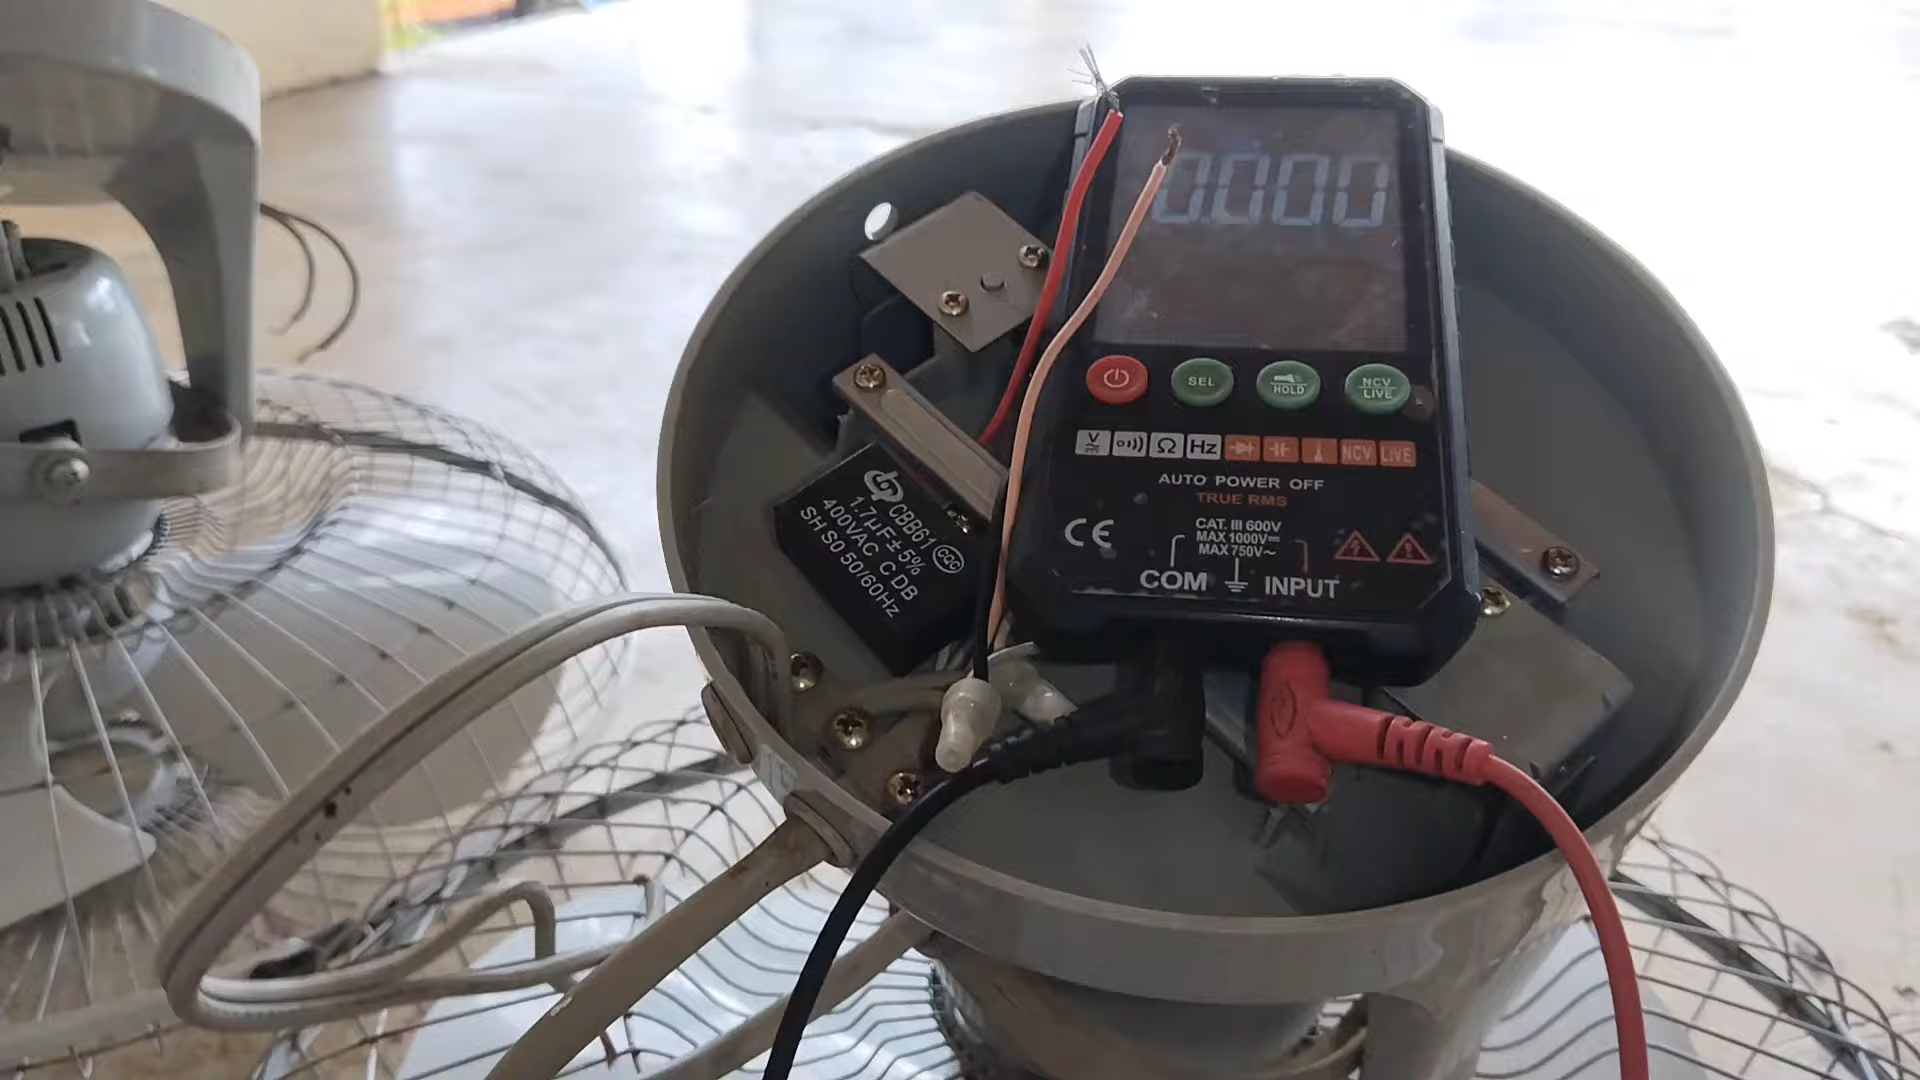 0.000
SEL
HOLD
NCV
LIVE
V Ω Hz NCV LIVE
AUTO POWER OFF
TRUE RMS
CE
CAT. III 600V
MAX 1000V⎓
MAX 750V~
COM INPUT
CBB61 CQC
1.7μF±5%
400VAC C DB
SH S0 50/60Hz